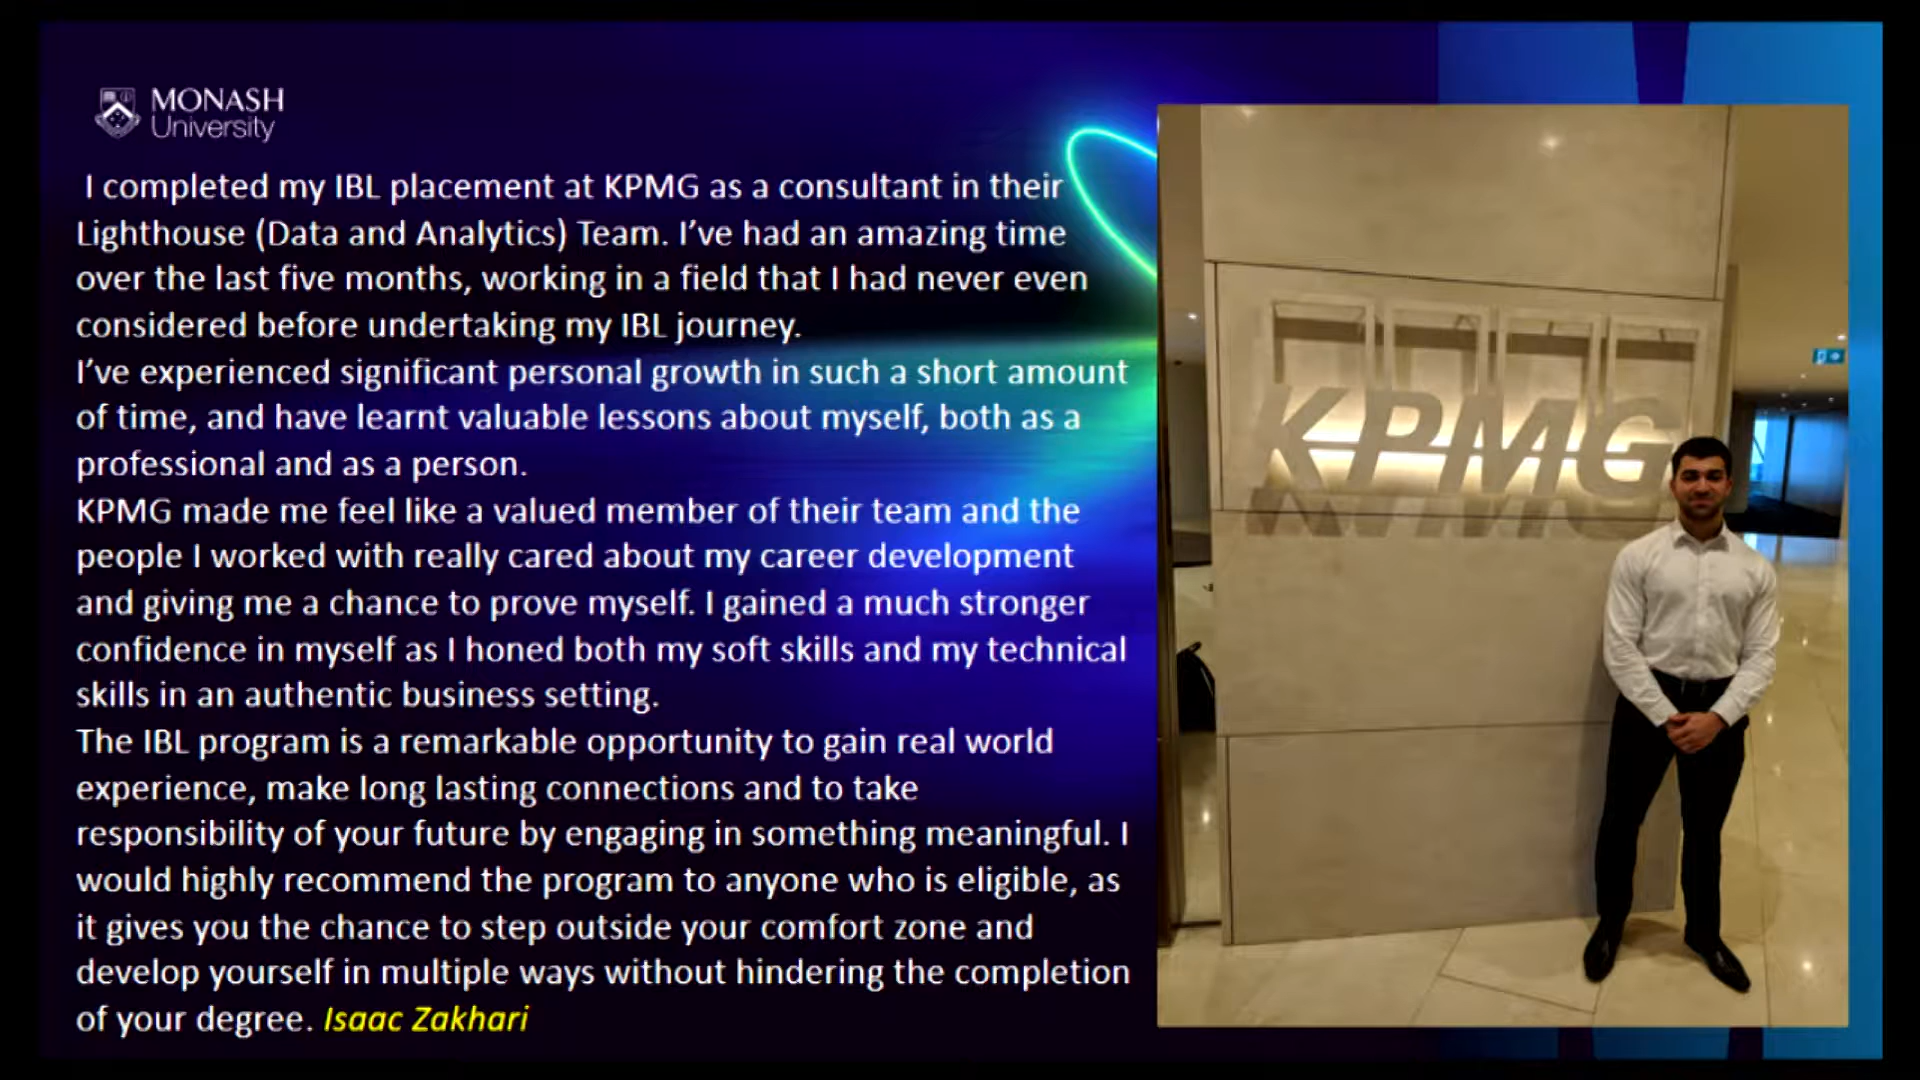 MONASH
University
I completed my IBL placement at KPMG as a consultant in their
Lighthouse (Data and Analytics) Team. I’ve had an amazing time
over the last five months, working in a field that I had never even
considered before undertaking my IBL journey.
I’ve experienced significant personal growth in such a short amount
of time, and have learnt valuable lessons about myself, both as a
professional and as a person.
KPMG made me feel like a valued member of their team and the
people I worked with really cared about my career development
and giving me a chance to prove myself. I gained a much stronger
confidence in myself as I honed both my soft skills and my technical
skills in an authentic business setting.
The IBL program is a remarkable opportunity to gain real world
experience, make long lasting connections and to take
responsibility of your future by engaging in something meaningful. I
would highly recommend the program to anyone who is eligible, as
it gives you the chance to step outside your comfort zone and
develop yourself in multiple ways without hindering the completion
of your degree. Isaac Zakhari
KPMG